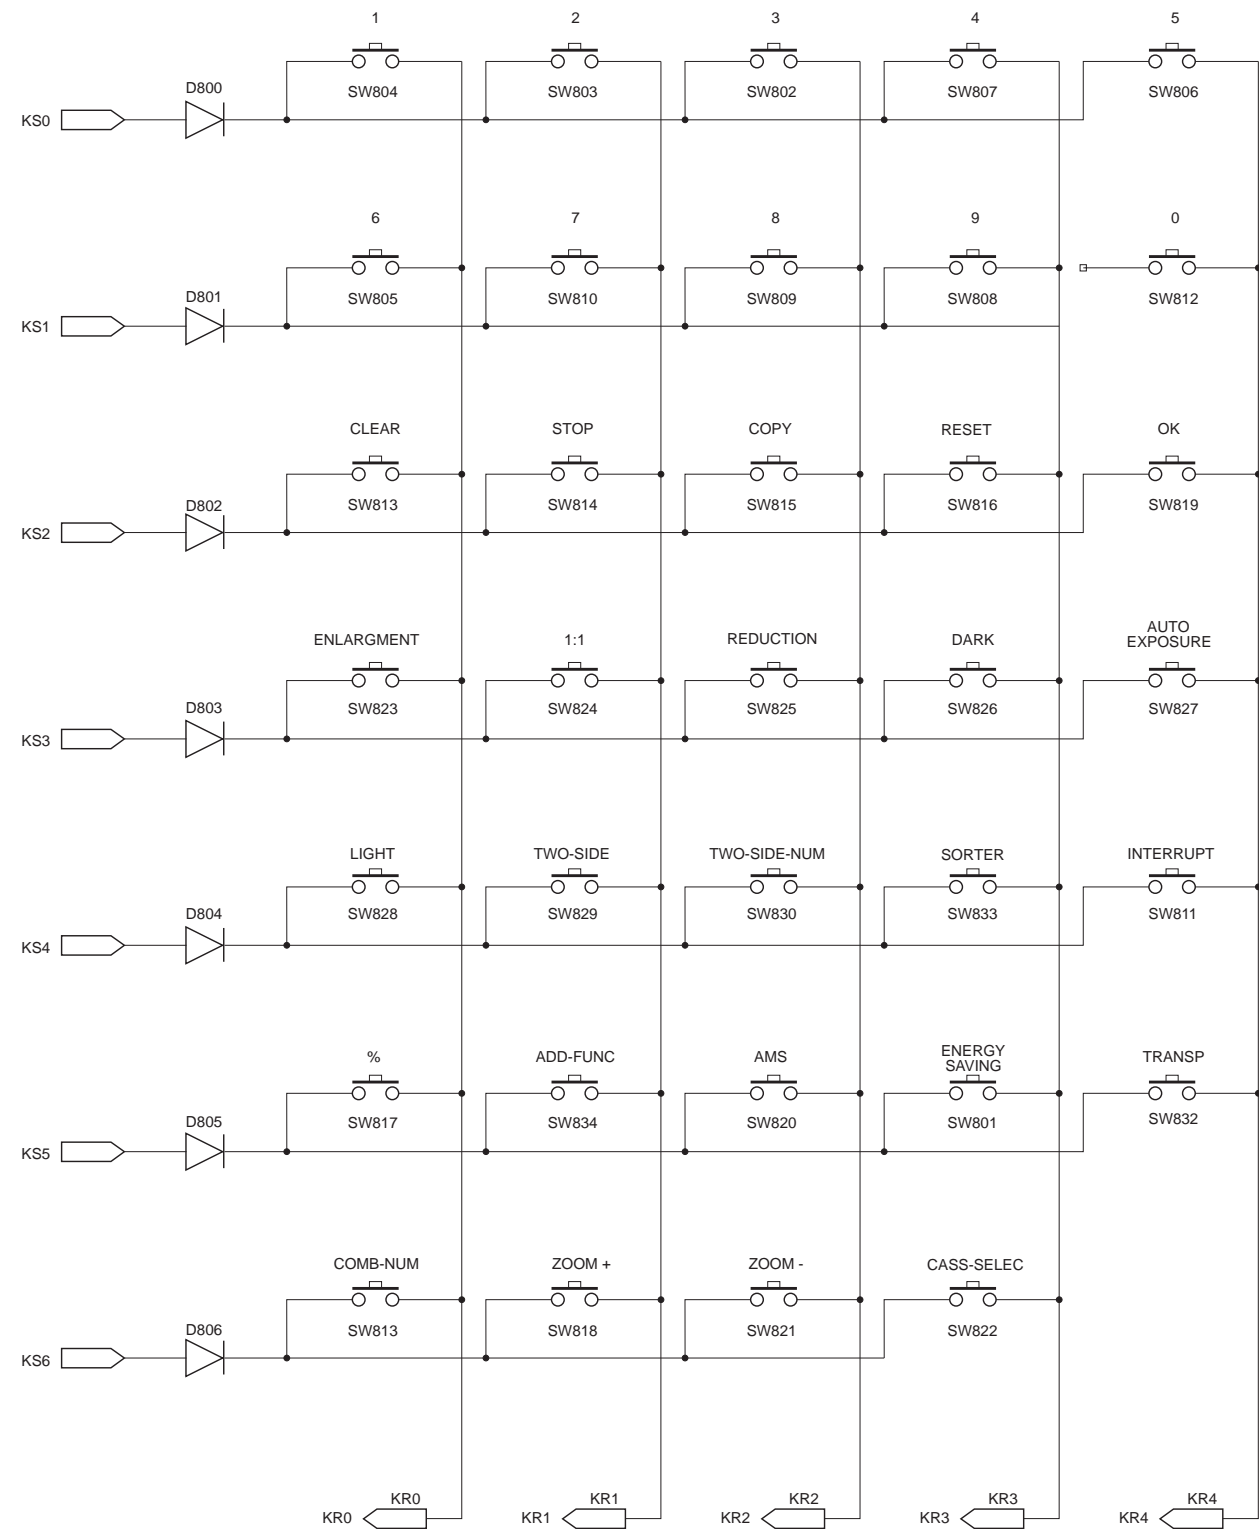 1 2 3 4 5
SW804 SW803 SW802 SW807 SW806
D800
KS0
6 7 8 9 0
SW805 SW810 SW809 SW808 SW812
D801
KS1
CLEAR STOP COPY RESET OK
SW813 SW814 SW815 SW816 SW819
D802
KS2
ENLARGMENT 1:1 REDUCTION DARK AUTO
EXPOSURE
SW823 SW824 SW825 SW826 SW827
D803
KS3
LIGHT TWO-SIDE TWO-SIDE-NUM SORTER INTERRUPT
SW828 SW829 SW830 SW833 SW811
D804
KS4
% ADD-FUNC AMS ENERGY
SAVING TRANSP
SW817 SW834 SW820 SW801 SW832
D805
KS5
COMB-NUM ZOOM + ZOOM - CASS-SELEC
SW813 SW818 SW821 SW822
D806
KS6
KR0 KR1 KR2 KR3 KR4
KR0 KR1 KR2 KR3 KR4